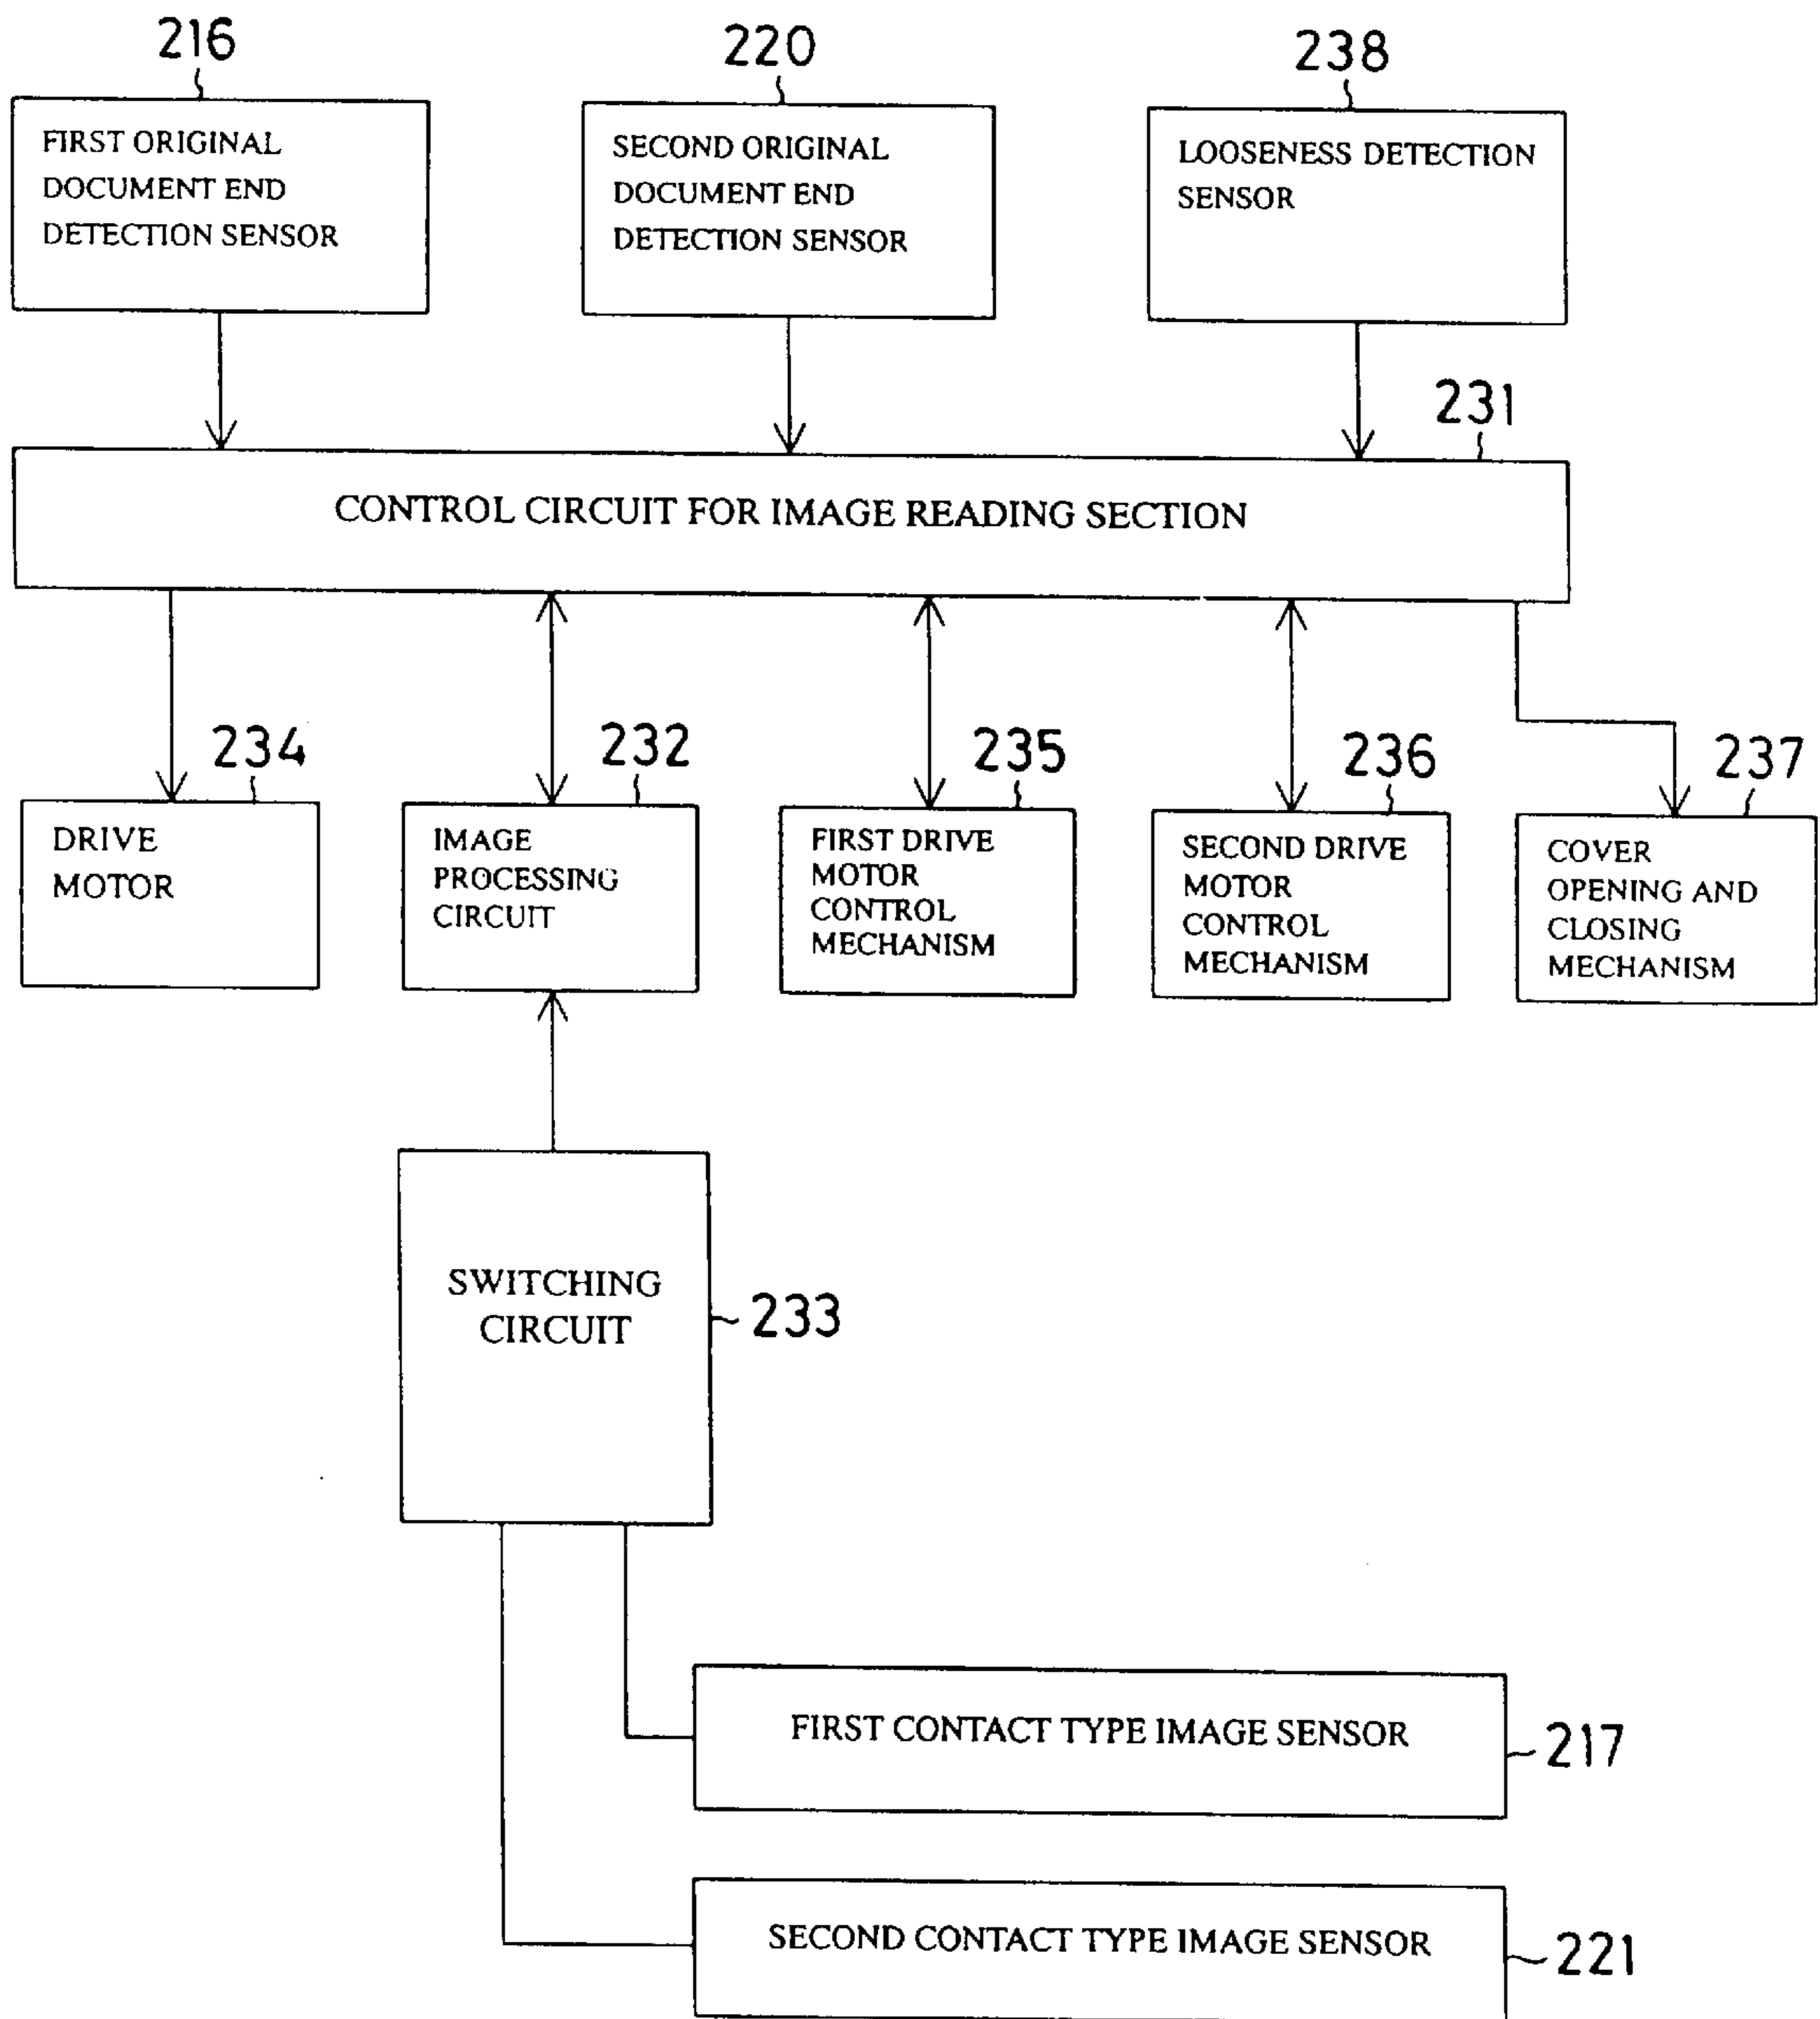 216
220
238
FIRST ORIGINAL
DOCUMENT END
DETECTION SENSOR
SECOND ORIGINAL
DOCUMENT END
DETECTION SENSOR
LOOSENESS DETECTION
SENSOR
231
CONTROL CIRCUIT FOR IMAGE READING SECTION
234
232
235
236
237
DRIVE
MOTOR
IMAGE
PROCESSING
CIRCUIT
FIRST DRIVE
MOTOR
CONTROL
MECHANISM
SECOND DRIVE
MOTOR
CONTROL
MECHANISM
COVER
OPENING AND
CLOSING
MECHANISM
SWITCHING
CIRCUIT
233
FIRST CONTACT TYPE IMAGE SENSOR
217
SECOND CONTACT TYPE IMAGE SENSOR
221